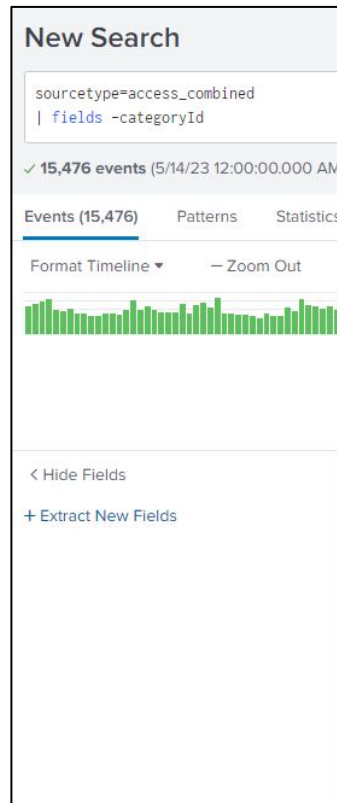 New Search
sourcetype=access_combined
| fields -categoryId
✓ 15,476 events (5/14/23 12:00:00.000 AM
Events (15,476) Patterns Statistics
Format Timeline ▾ — Zoom Out
< Hide Fields
+ Extract New Fields